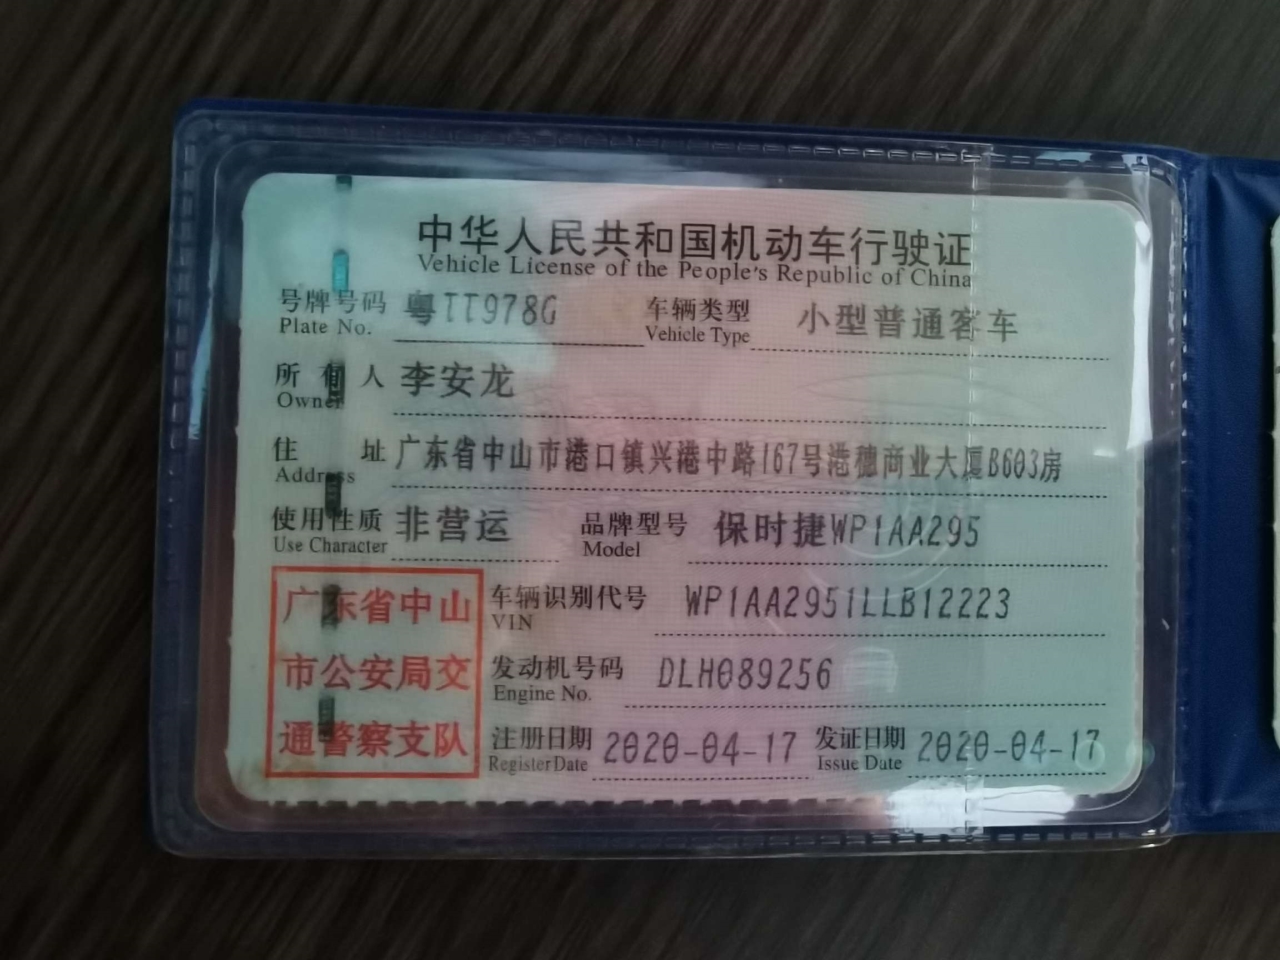 中华人民共和国机动车行驶证
Vehicle License of the People's Republic of China
号牌号码 粤TT978G 车辆类型 小型普通客车
Plate No. Vehicle Type
所有人 李安龙
Owner
住址 广东省中山市港口镇兴港中路167号港穗商业大厦B603房
Address
使用性质 非营运 品牌型号 保时捷WP1AA295
Use Character Model
广东省中山
市公安局交
通警察支队
车辆识别代号 WP1AA2951LLB12223
VIN
发动机号码 DLH089256
Engine No.
注册日期 2020-04-17 发证日期 2020-04-17
Register Date Issue Date